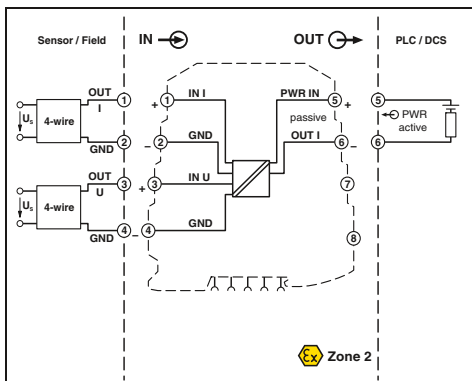 Sensor / Field
IN
OUT
PLC / DCS
OUT
I
1
+
1
IN I
PWR IN
5
+
5
Us
4-wire
passive
PWR
active
GND
2
–
2
GND
OUT I
6
–
6
OUT
U
3
+
3
IN U
7
Us
4-wire
GND
4
–
4
GND
8
Ex
Zone 2